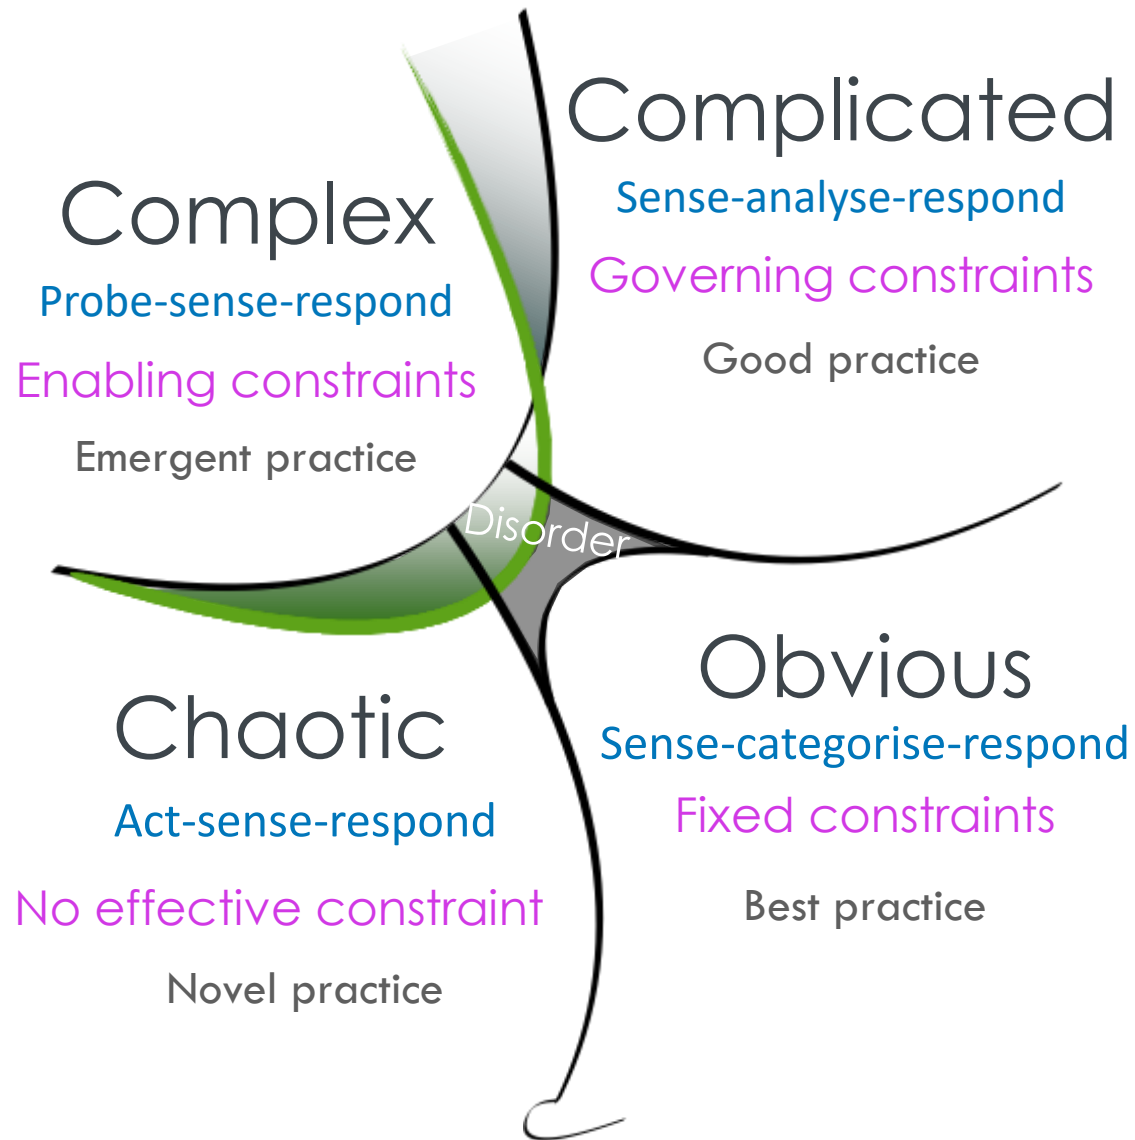 Complex
Probe-sense-respond
Enabling constraints
Emergent practice
Complicated
Sense-analyse-respond
Governing constraints
Good practice
Disorder
Chaotic
Act-sense-respond
No effective constraint
Novel practice
Obvious
Sense-categorise-respond
Fixed constraints
Best practice